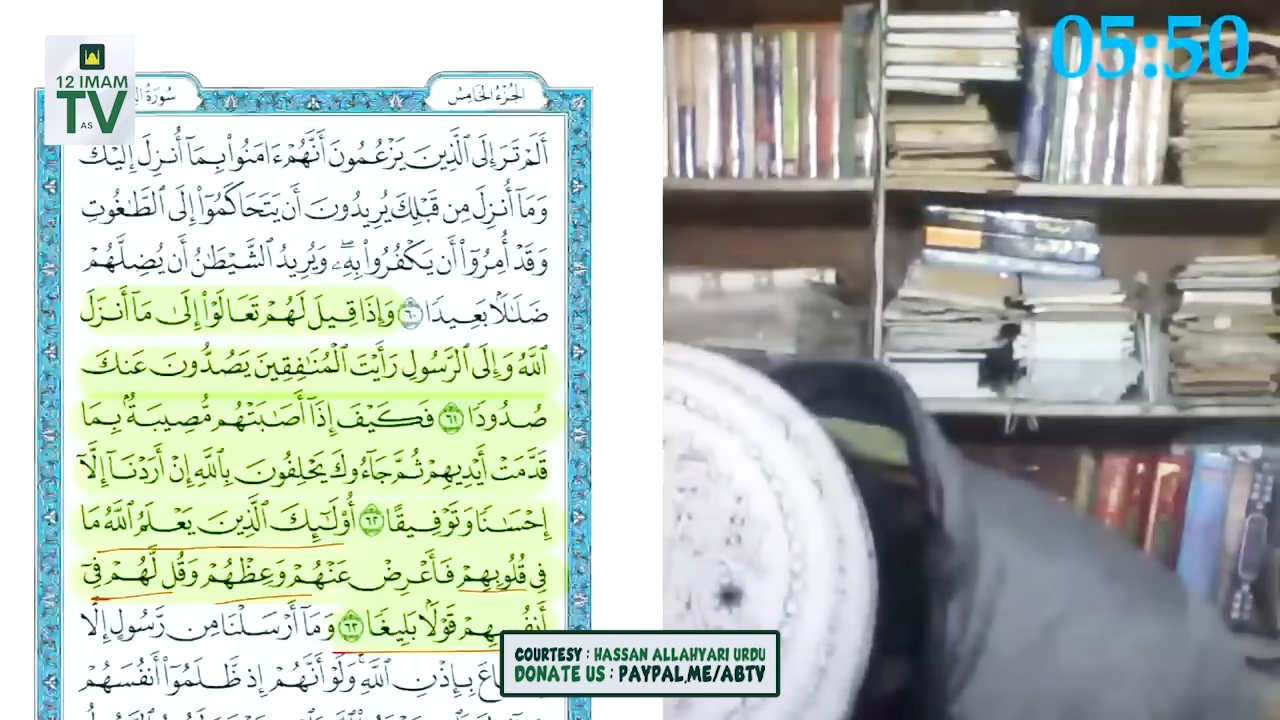 12 IMAM
TV
AS
05:50
سُورَةُ
الجُزْءُ الخَامِسُ
أَلَمْ تَرَ إِلَى ٱلَّذِينَ يَزْعُمُونَ أَنَّهُمْ ءَامَنُوا۟ بِمَآ أُنزِلَ إِلَيْكَ
وَمَآ أُنزِلَ مِن قَبْلِكَ يُرِيدُونَ أَن يَتَحَاكَمُوٓا۟ إِلَى ٱلطَّـٰغُوتِ
وَقَدْ أُمِرُوٓا۟ أَن يَكْفُرُوا۟ بِهِۦۖ وَيُرِيدُ ٱلشَّيْطَـٰنُ أَن يُضِلَّهُمْ
ضَلَـٰلًۢا بَعِيدًا ٦٠ وَإِذَا قِيلَ لَهُمْ تَعَالَوْا۟ إِلَىٰ مَآ أَنزَلَ
ٱللَّهُ وَإِلَى ٱلرَّسُولِ رَأَيْتَ ٱلْمُنَـٰفِقِينَ يَصُدُّونَ عَنكَ
صُدُودًا ٦١ فَكَيْفَ إِذَآ أَصَـٰبَتْهُم مُّصِيبَةٌۢ بِمَا
قَدَّمَتْ أَيْدِيهِمْ ثُمَّ جَآءُوكَ يَحْلِفُونَ بِٱللَّهِ إِنْ أَرَدْنَآ إِلَّآ
إِحْسَـٰنًا وَتَوْفِيقًا ٦٢ أُو۟لَـٰٓئِكَ ٱلَّذِينَ يَعْلَمُ ٱللَّهُ مَا
فِى قُلُوبِهِمْ فَأَعْرِضْ عَنْهُمْ وَعِظْهُمْ وَقُل لَّهُمْ فِىٓ
أَنفُسِهِمْ قَوْلًۢا بَلِيغًا ٦٣ وَمَآ أَرْسَلْنَا مِن رَّسُولٍ إِلَّا
بِإِذْنِ ٱللَّهِۚ وَلَوْ أَنَّهُمْ إِذ ظَّلَمُوٓا۟ أَنفُسَهُمْ
COURTESY : HASSAN ALLAHYARI URDU
DONATE US : PAYPAL.ME/ABTV